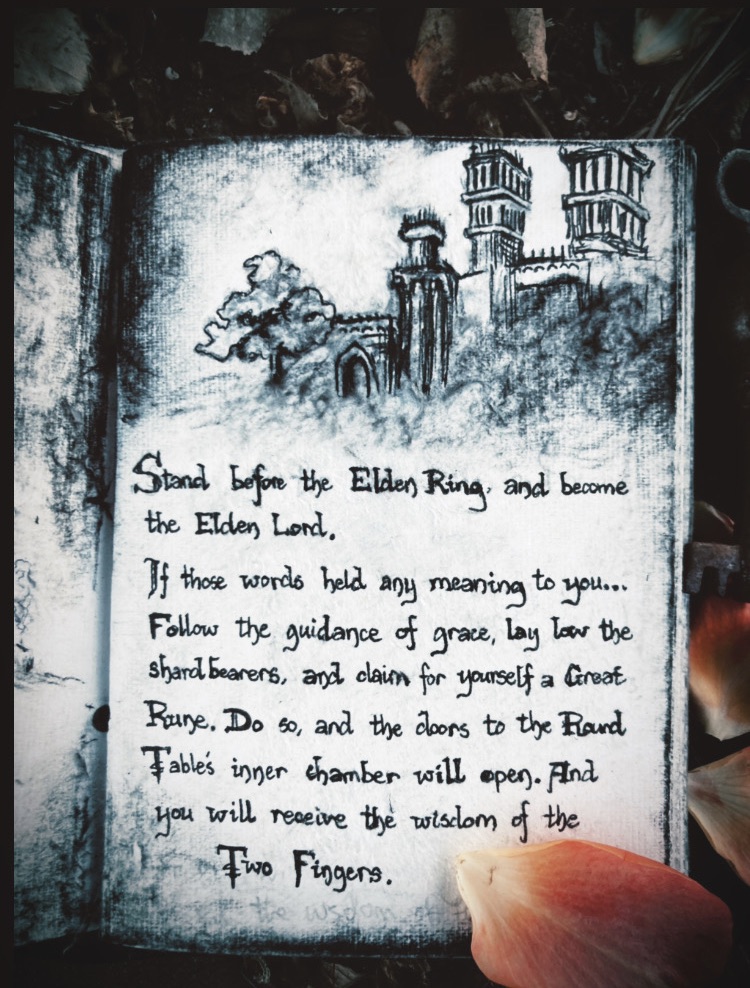 Stand before the Elden Ring, and become
the Elden Lord.
If those words held any meaning to you...
Follow the guidance of grace, lay low the
shardbearers, and claim for yourself a Great
Rune. Do so, and the doors to the Round
Table's inner chamber will open. And
you will receive the wisdom of the
Two Fingers.
the wisdom